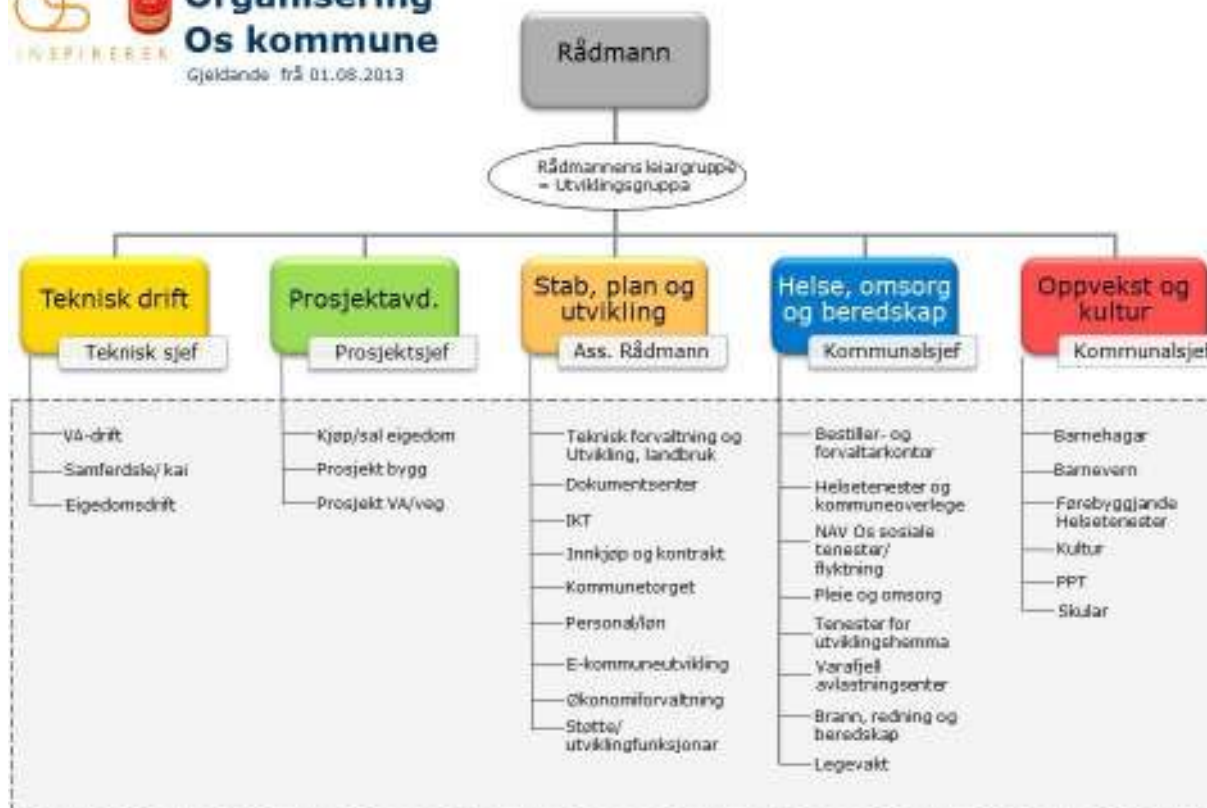 Organisering
Os kommune
Gjeldande frå 01.08.2013
INSPIRERER
Rådmann
Rådmannens leiargruppe
= Utviklingsgruppa
Teknisk drift
Teknisk sjef
VA-drift
Samferdsle/ kai
Eigedomsdrift
Prosjektavd.
Prosjektsjef
Kjøp/sal eigedom
Prosjekt bygg
Prosjekt VA/veg
Stab, plan og
utvikling
Ass. Rådmann
Teknisk forvaltning og
Utvikling, landbruk
Dokumentsenter
IKT
Innkjøp og kontrakt
Kommunetorget
Personal/løn
E-kommuneutvikling
Økonomiforvaltning
Støtte/
utviklingfunksjonar
Helse, omsorg
og beredskap
Kommunalsjef
Bestiller- og
forvaltarkontor
Helsetenester og
kommuneoverlege
NAV Os sosiale
tenester/
flyktning
Pleie og omsorg
Tenester for
utviklingshemma
Varafjell
avlastningsenter
Brann, redning og
beredskap
Legevakt
Oppvekst og
kultur
Kommunalsjef
Barnehagar
Barnevern
Førebyggjande
Helsetenester
Kultur
PPT
Skular